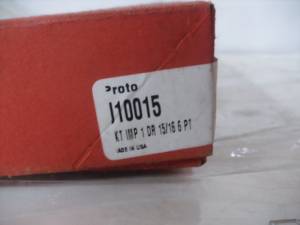 Proto
J10015
KT IMP 1 DR 15/16 6 PT
MADE IN USA